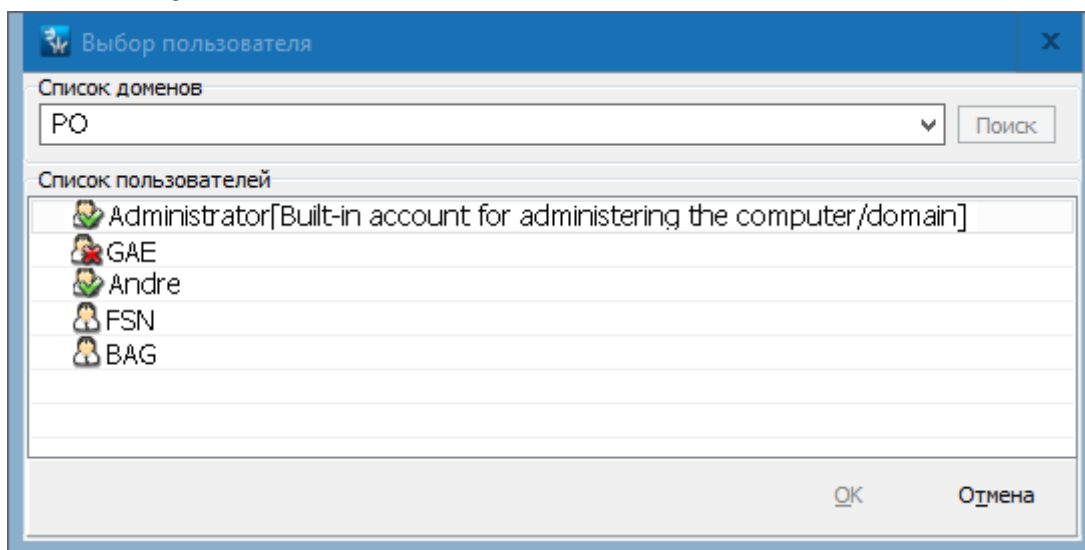 Выбор пользователя
Список доменов
PO
Поиск
Список пользователей
Administrator[Built-in account for administering the computer/domain]
GAE
Andre
FSN
BAG
OK Отмена